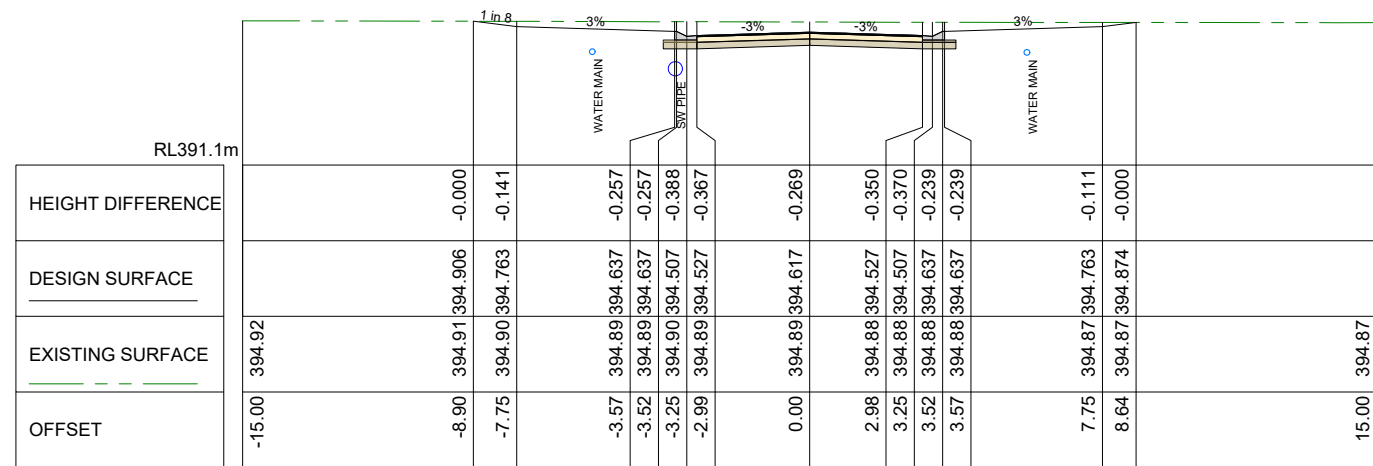 1 in 8
3%
-3%
-3%
3%
WATER MAIN
SW PIPE
WATER MAIN
RL391.1m
HEIGHT DIFFERENCE -0.000 -0.141 -0.257 -0.257 -0.388 -0.367 -0.269 -0.350 -0.370 -0.239 -0.239 -0.111 -0.000
DESIGN SURFACE 394.906 394.763 394.637 394.637 394.507 394.527 394.617 394.527 394.507 394.637 394.637 394.763 394.874
EXISTING SURFACE 394.92 394.91 394.90 394.89 394.89 394.90 394.89 394.89 394.88 394.88 394.88 394.88 394.87 394.87 394.87
OFFSET -15.00 -8.90 -7.75 -3.57 -3.52 -3.25 -2.99 0.00 2.98 3.25 3.52 3.57 7.75 8.64 15.00